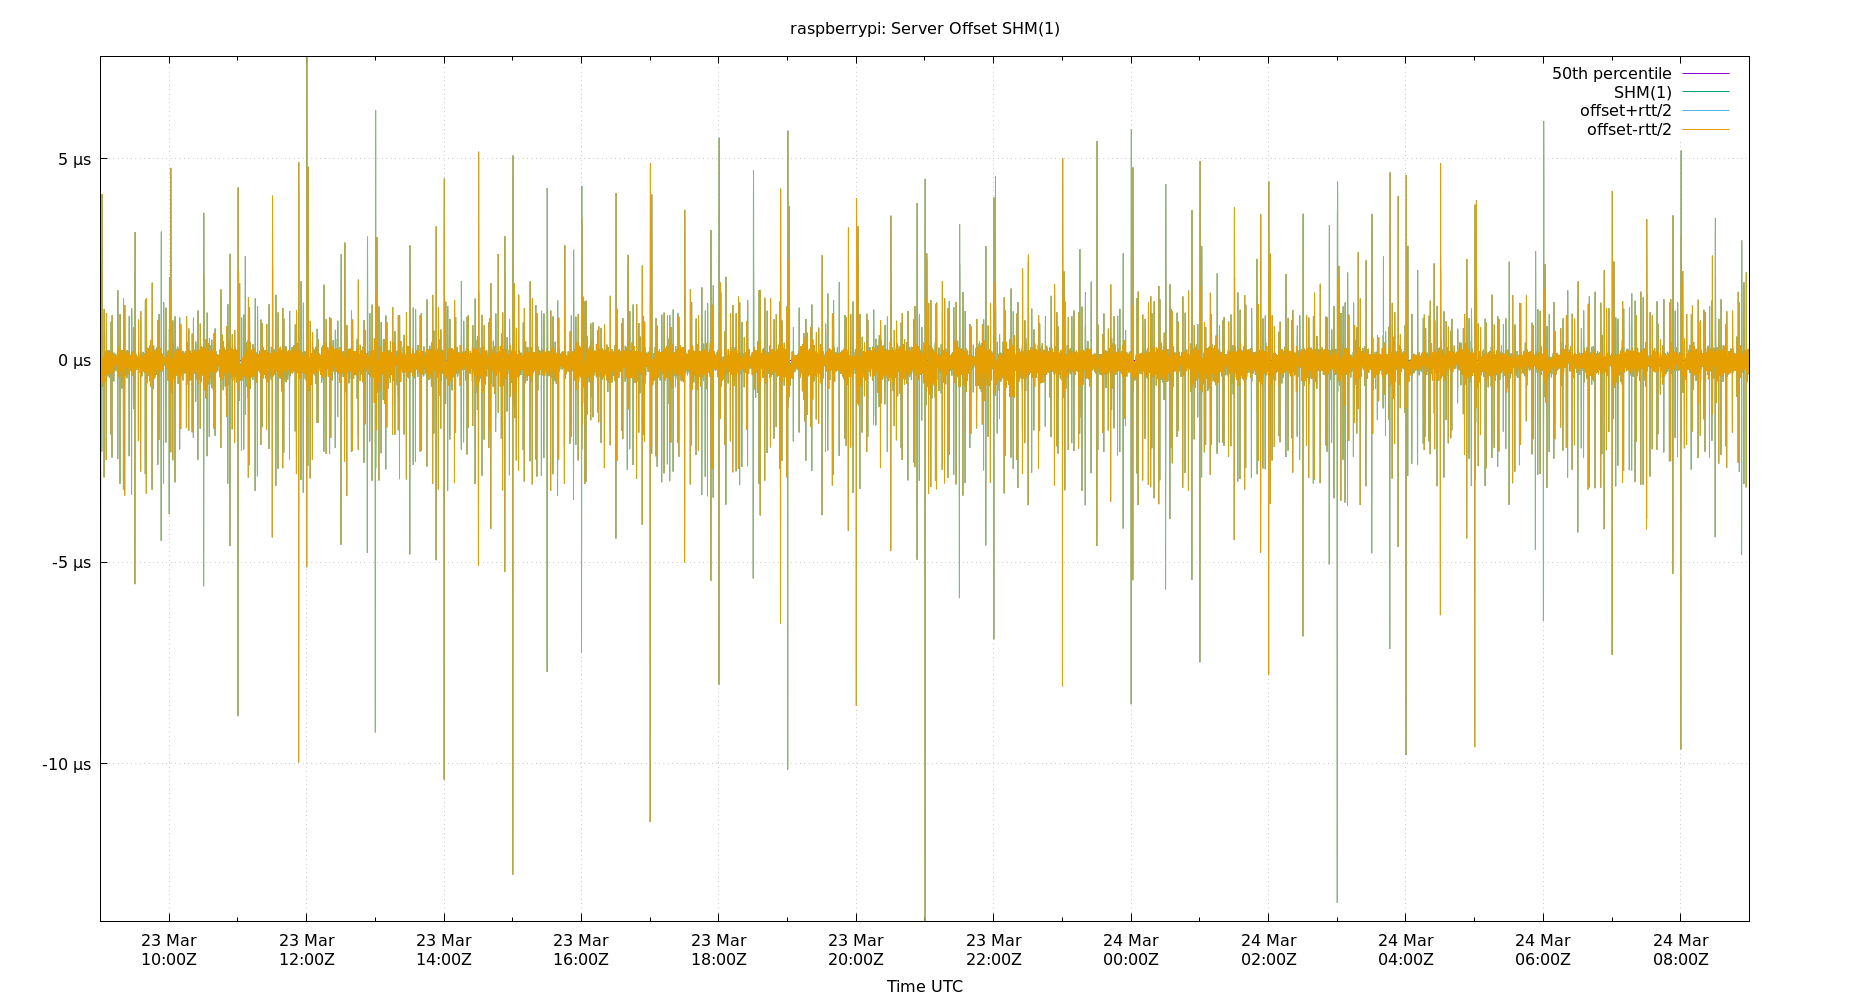 raspberrypi: Server Offset SHM(1)
50th percentile
SHM(1)
offset+rtt/2
offset-rtt/2
5 µs
0 µs
-5 µs
-10 µs
23 Mar 23 Mar 23 Mar 23 Mar 23 Mar 23 Mar 23 Mar 24 Mar 24 Mar 24 Mar 24 Mar 24 Mar
10:00Z 12:00Z 14:00Z 16:00Z 18:00Z 20:00Z 22:00Z 00:00Z 02:00Z 04:00Z 06:00Z 08:00Z
Time UTC